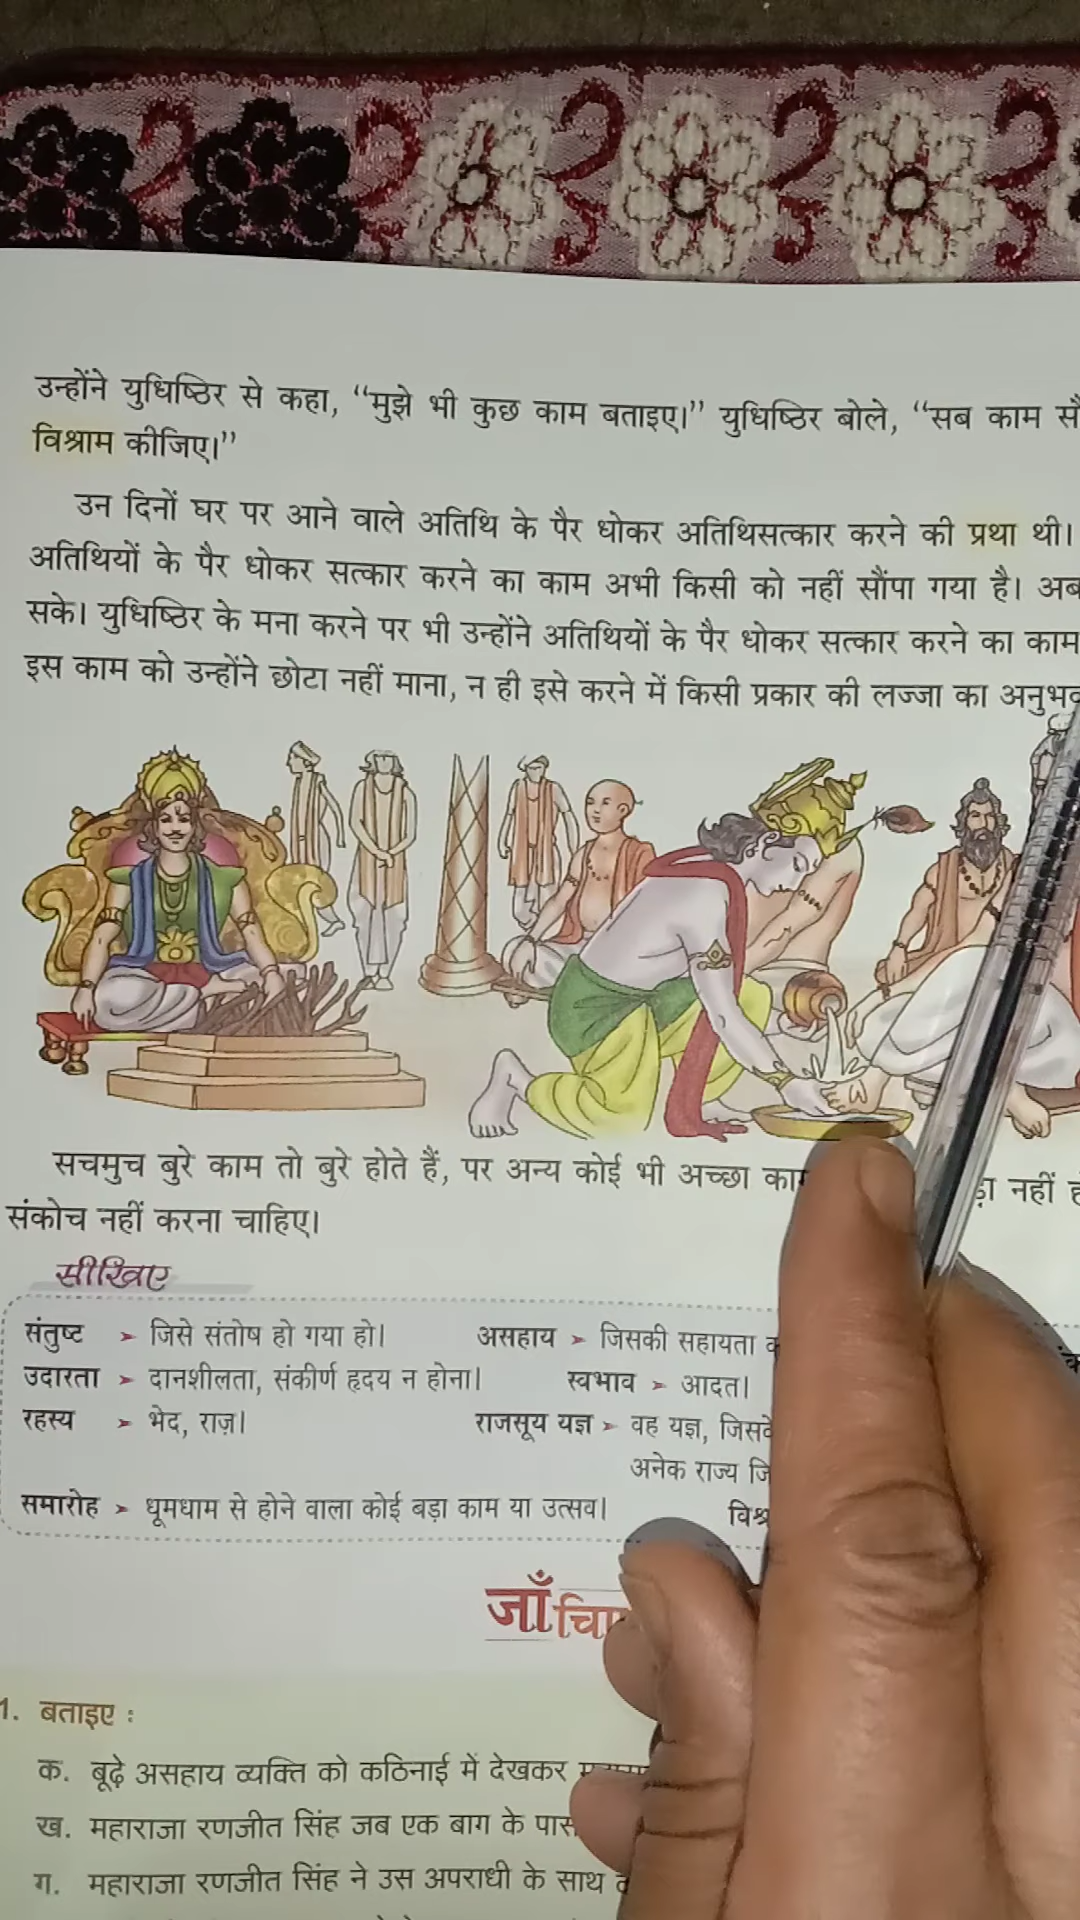 उन्होंने युधिष्ठिर से कहा, “मुझे भी कुछ काम बताइए।” युधिष्ठिर बोले, “सब काम
विश्राम कीजिए।”
उन दिनों घर पर आने वाले अतिथि के पैर धोकर अतिथिसत्कार करने की प्रथा थी।
अतिथियों के पैर धोकर सत्कार करने का काम अभी किसी को नहीं सौंपा गया है। अब
सके। युधिष्ठिर के मना करने पर भी उन्होंने अतिथियों के पैर धोकर सत्कार करने का काम
इस काम को उन्होंने छोटा नहीं माना, न ही इसे करने में किसी प्रकार की लज्जा का
सचमुच बुरे काम तो बुरे होते हैं, पर अन्य कोई भी अच्छा नहीं
संकोच नहीं करना चाहिए।
सीखिए
संतुष्ट ➤ जिसे संतोष हो गया हो। असहाय ➤ जिसकी सहायता
उदारता ➤ दानशीलता, संकीर्ण हृदय न होना। स्वभाव ➤ आदत।
रहस्य ➤ भेद, राज़। राजसूय यज्ञ ➤ वह यज्ञ,
अनेक राज्य
समारोह ➤ धूमधाम से होने वाला कोई बड़ा काम या उत्सव।
1. बताइए :
क. बूढ़े असहाय व्यक्ति को कठिनाई में देखकर
ख. महाराजा रणजीत सिंह जब एक बाग के पास
ग. महाराजा रणजीत सिंह ने उस अपराधी के साथ